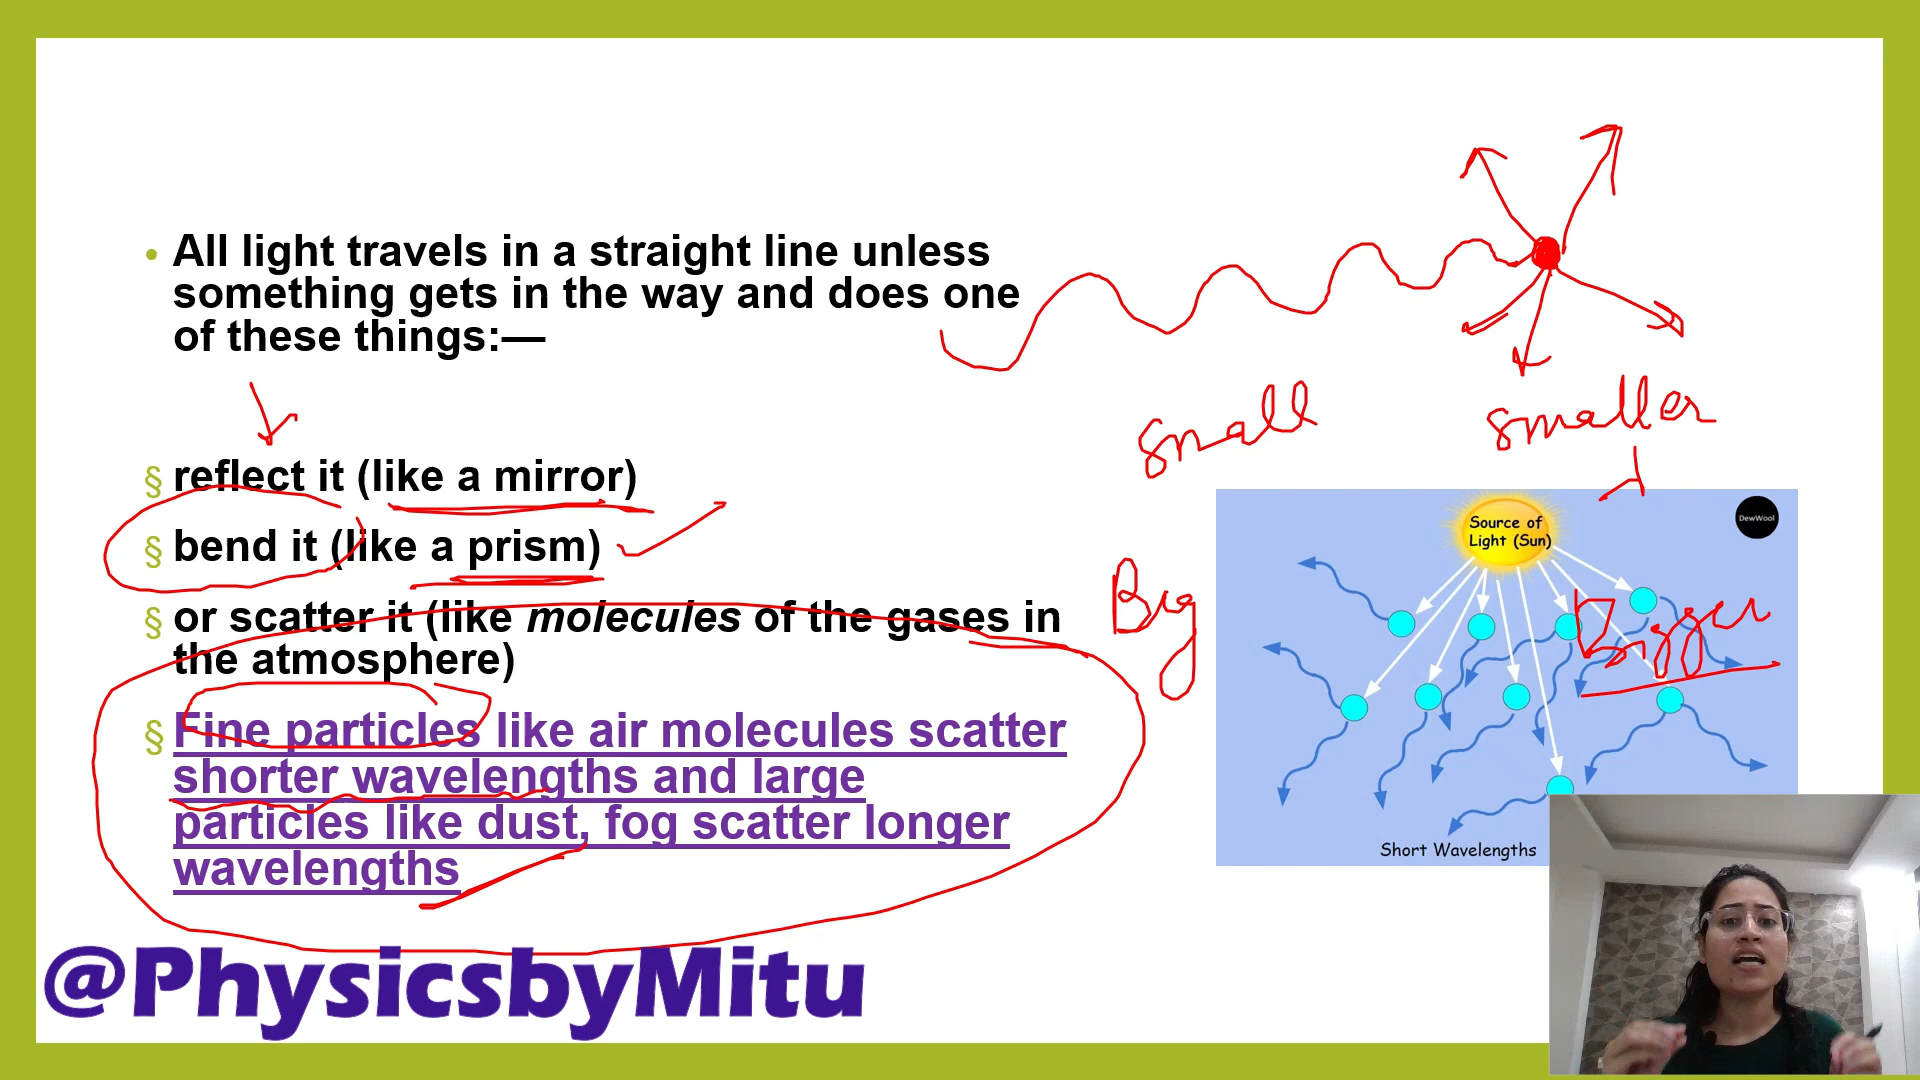 • All light travels in a straight line unless
something gets in the way and does one
of these things:—
§ reflect it (like a mirror)
§ bend it (like a prism)
§ or scatter it (like molecules of the gases in
the atmosphere)
§ Fine particles like air molecules scatter
shorter wavelengths and large
particles like dust, fog scatter longer
wavelengths
@PhysicsbyMitu
small
smaller
λ
Big
Bigger
Source of
Light (Sun)
DewWool
Short Wavelengths